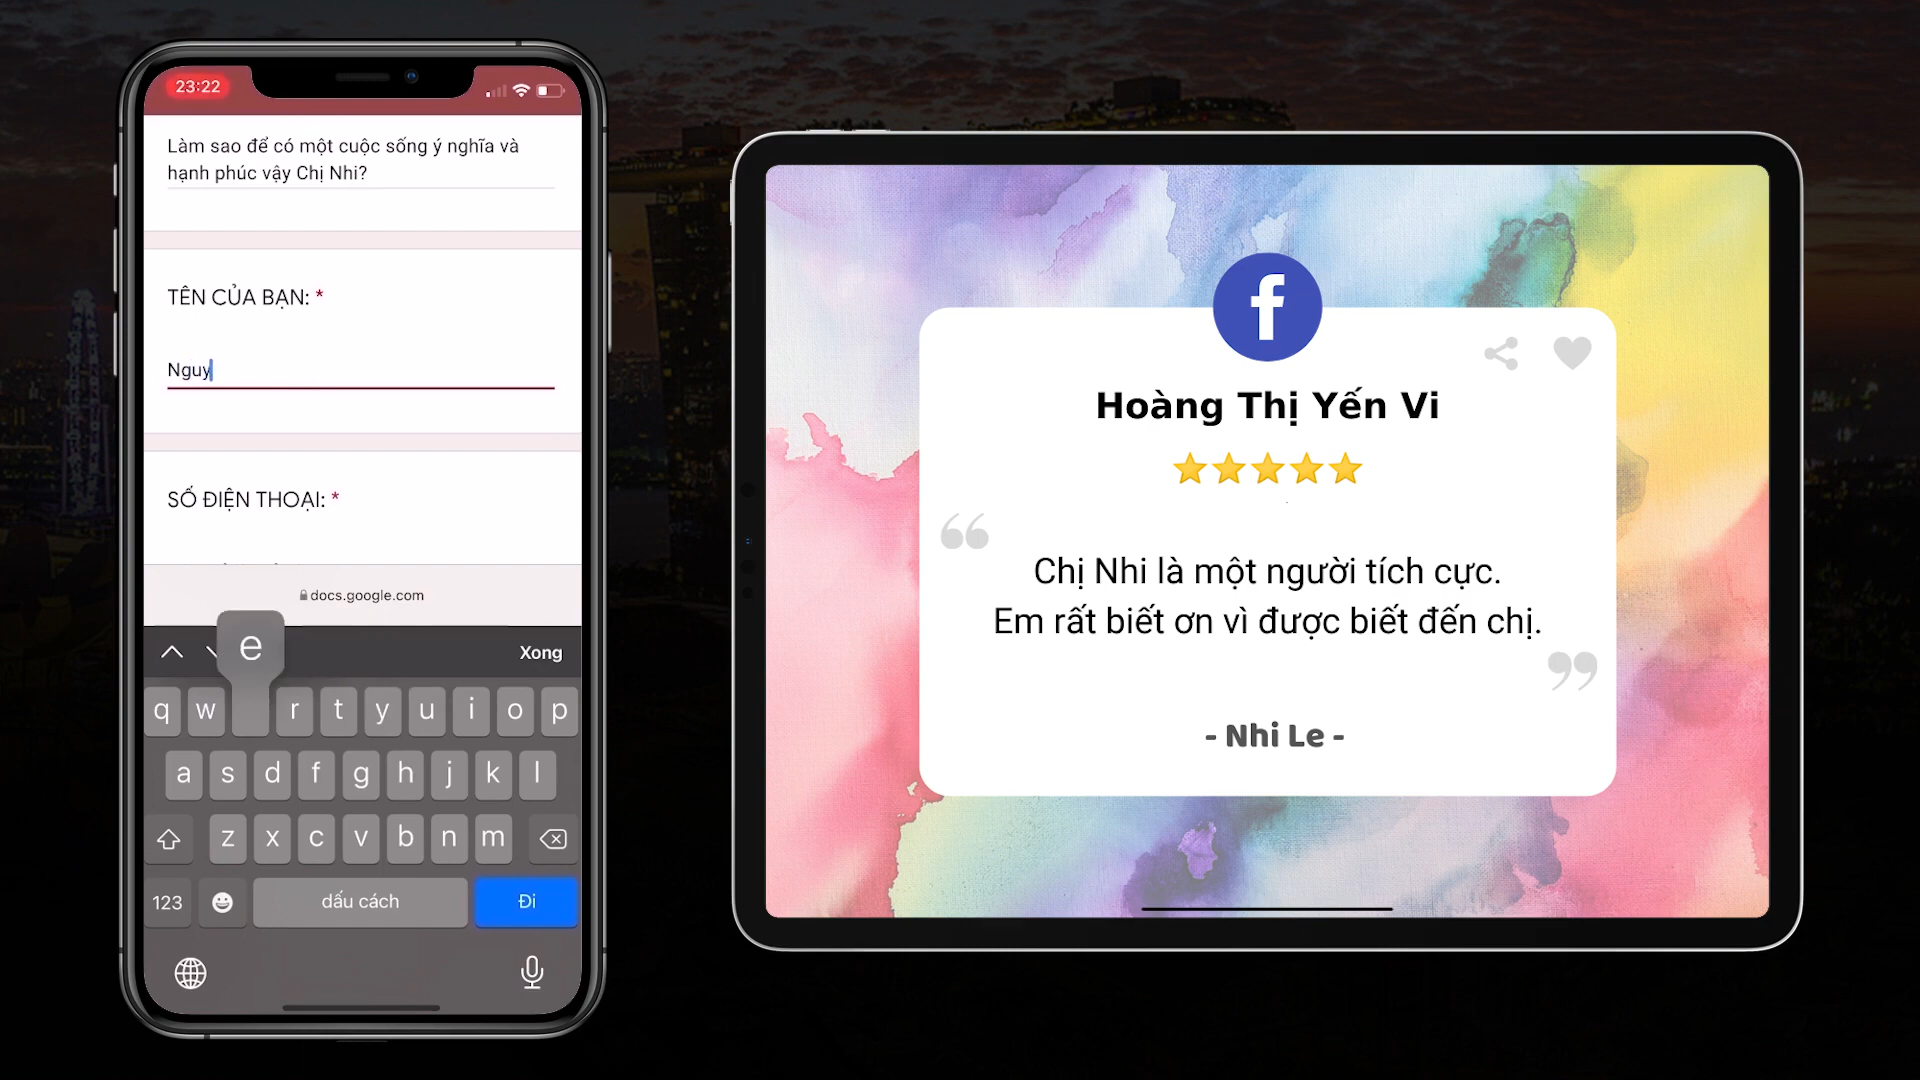 23:22
Làm sao để có một cuộc sống ý nghĩa và
hạnh phúc vậy Chị Nhi?
TÊN CỦA BẠN: *
Nguy
SỐ ĐIỆN THOẠI: *
docs.google.com
e
Xong
q w r t y u i o p
a s d f g h j k l
z x c v b n m
123 dấu cách Đi
f
Hoàng Thị Yến Vi
“
Chị Nhi là một người tích cực.
Em rất biết ơn vì được biết đến chị.
”
- Nhi Le -